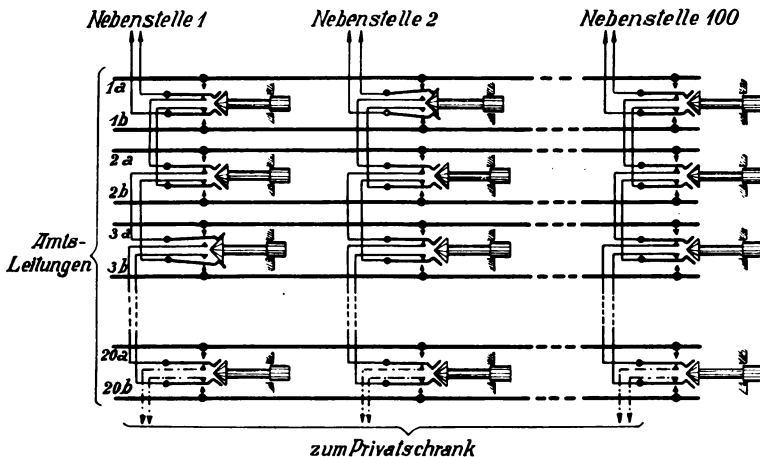 Nebenstelle 1 Nebenstelle 2 Nebenstelle 100
1a
1b
2a
2b
3a
Amts-
Leitungen
3b
20a
20b
zum Privatschrank